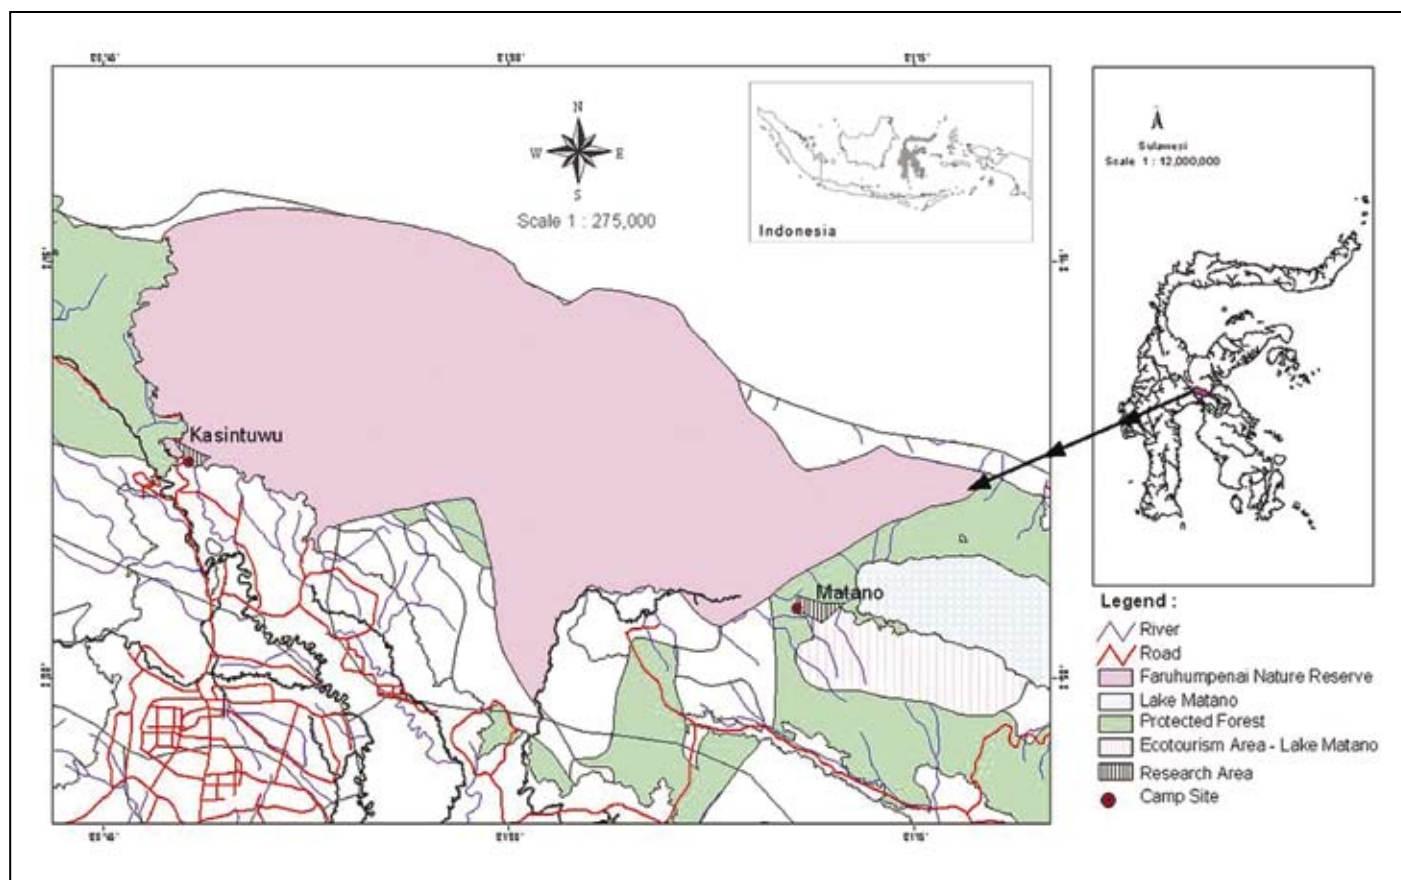 N
W E
S
Scale 1 : 275,000
Indonesia
Sulawesi
Scale 1 : 12,000,000
Kasintuwu
Matano
Legend :
River
Road
Faruhumpenai Nature Reserve
Lake Matano
Protected Forest
Ecotourism Area - Lake Matano
Research Area
Camp Site